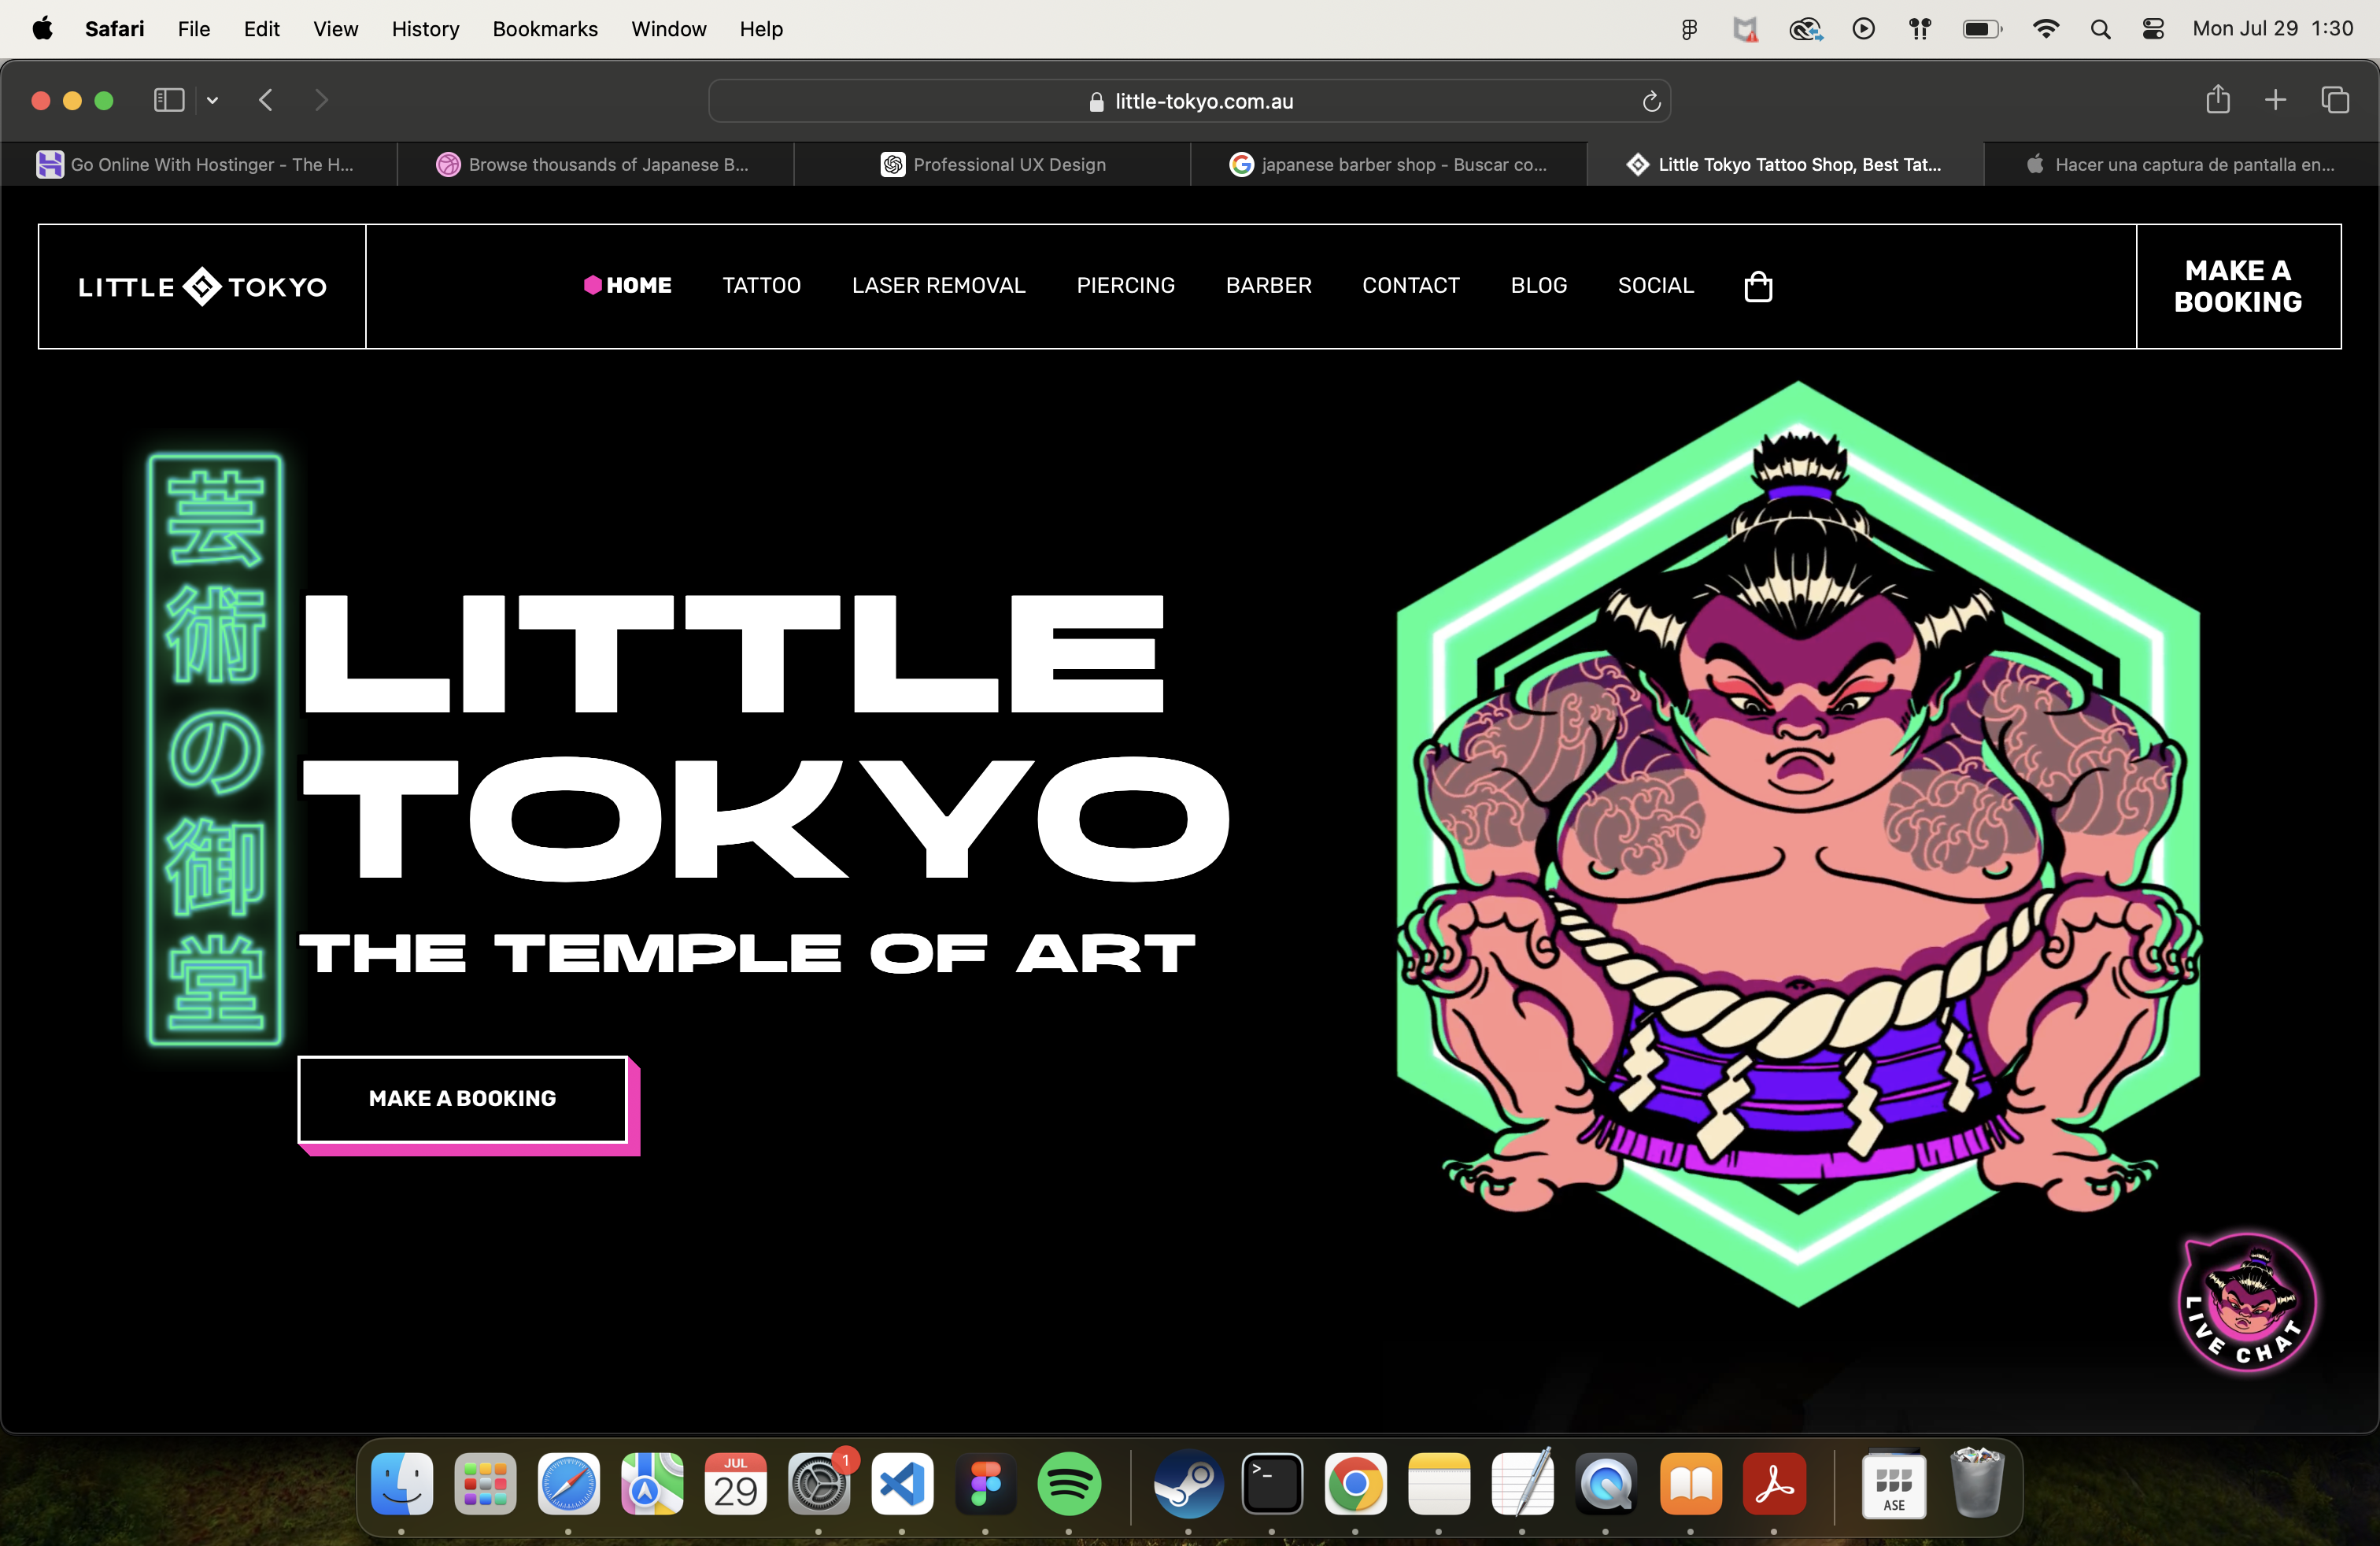 Safari File Edit View History Bookmarks Window Help Mon Jul 29 1:30
little-tokyo.com.au
Go Online With Hostinger - The H... Browse thousands of Japanese B... Professional UX Design japanese barber shop - Buscar co... Little Tokyo Tattoo Shop, Best Tat... Hacer una captura de pantalla en...
LITTLE TOKYO
HOME TATTOO LASER REMOVAL PIERCING BARBER CONTACT BLOG SOCIAL
MAKE A
BOOKING
芸術の御堂
LITTLE
TOKYO
THE TEMPLE OF ART
MAKE A BOOKING
LIVE CHAT
JUL
29
1
>_
ASE